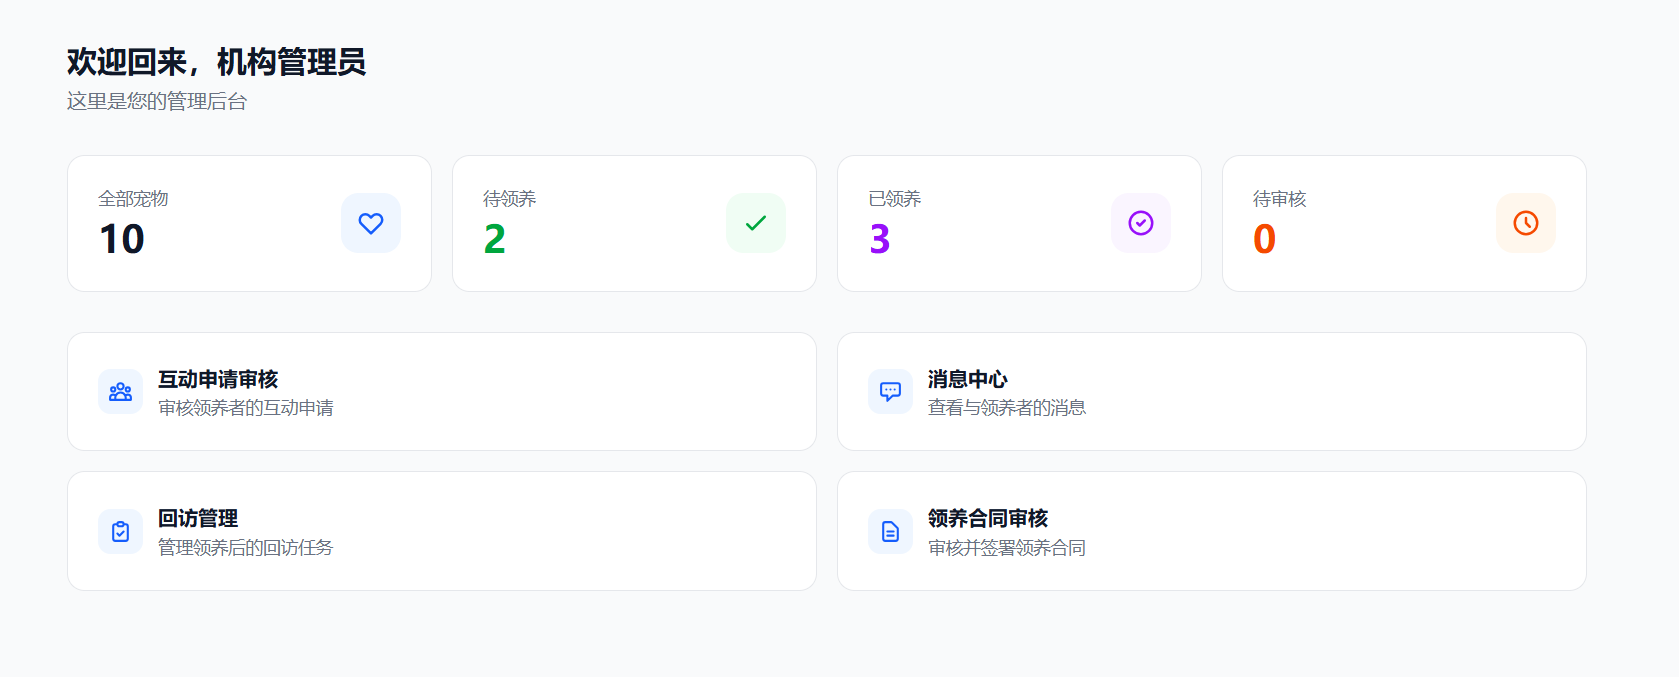 欢迎回来，机构管理员
这里是您的管理后台
全部宠物
10
待领养
2
已领养
3
待审核
0
互动申请审核
审核领养者的互动申请
消息中心
查看与领养者的消息
回访管理
管理领养后的回访任务
领养合同审核
审核并签署领养合同